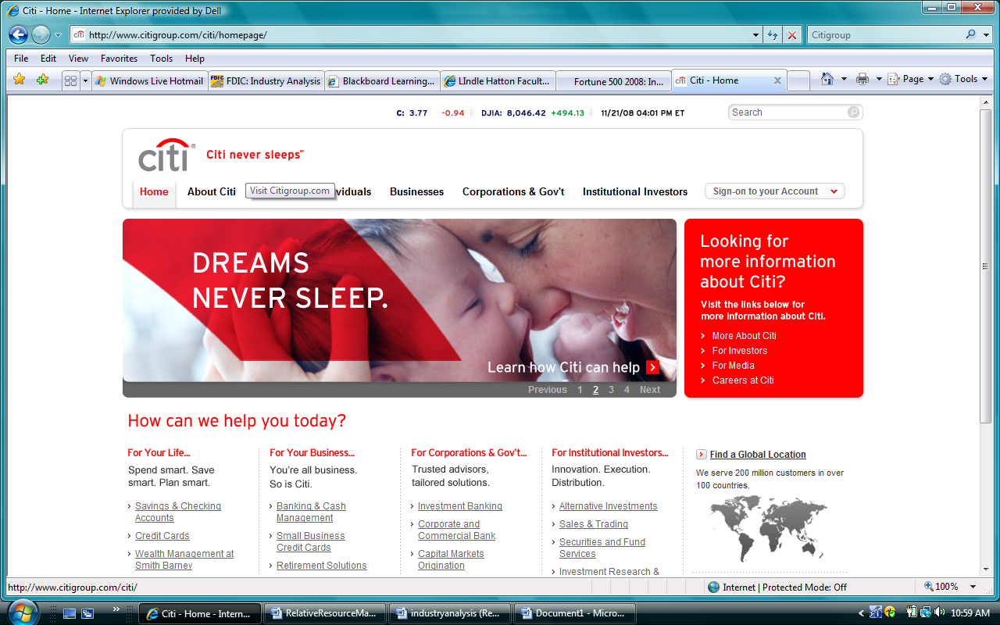 Citi - Home - Internet Explorer provided by Dell
http://www.citigroup.com/citi/homepage/
Citigroup
File Edit View Favorites Tools Help
Windows Live Hotmail
FDIC FDIC: Industry Analysis
Blackboard Learning...
LIndle Hatton Facult...
Fortune 500 2008: In...
citi Citi - Home
Page Tools
C: 3.77 -0.94 DJIA: 8,046.42 +494.13 11/21/08 04:01 PM ET
Search
citi® Citi never sleeps℠
Home About Citi Visit Citigroup.com viduals Businesses Corporations & Gov't Institutional Investors Sign-on to your Account
DREAMS
NEVER SLEEP.
Learn how Citi can help
Previous 1 2 3 4 Next
Looking for
more information
about Citi?
Visit the links below for
more information about Citi.
More About Citi
For Investors
For Media
Careers at Citi
How can we help you today?
For Your Life...
Spend smart. Save
smart. Plan smart.
Savings & Checking
Accounts
Credit Cards
Wealth Management at
Smith Barney
For Your Business...
You're all business.
So is Citi.
Banking & Cash
Management
Small Business
Credit Cards
Retirement Solutions
For Corporations & Gov't...
Trusted advisors,
tailored solutions.
Investment Banking
Corporate and
Commercial Bank
Capital Markets
Origination
For Institutional Investors...
Innovation. Execution.
Distribution.
Alternative Investments
Sales & Trading
Securities and Fund
Services
Investment Research &
Find a Global Location
We serve 200 million customers in over
100 countries.
http://www.citigroup.com/citi/
Internet | Protected Mode: Off
100%
Citi - Home - Intern...
RelativeResourceMa...
industryanalysis (Re...
Document1 - Micro...
10:59 AM